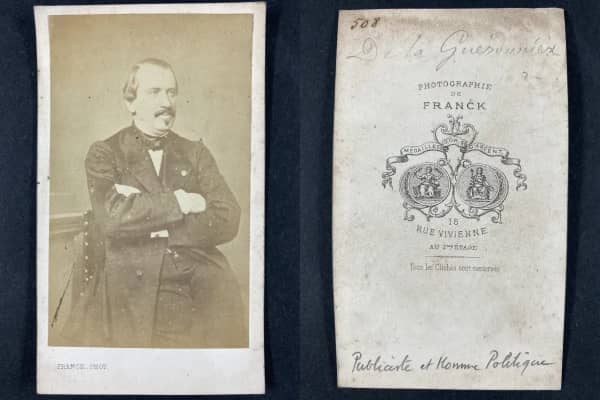 FRANCK, PHOT.
508
De la Guéronnière
PHOTOGRAPHIE
DE
FRANCK
MÉDAILLES D'ARGENT
18
RUE VIVIENNE
AU 2me ÉTAGE
Tous les Clichés sont conservés
Publiciste et Homme Politique